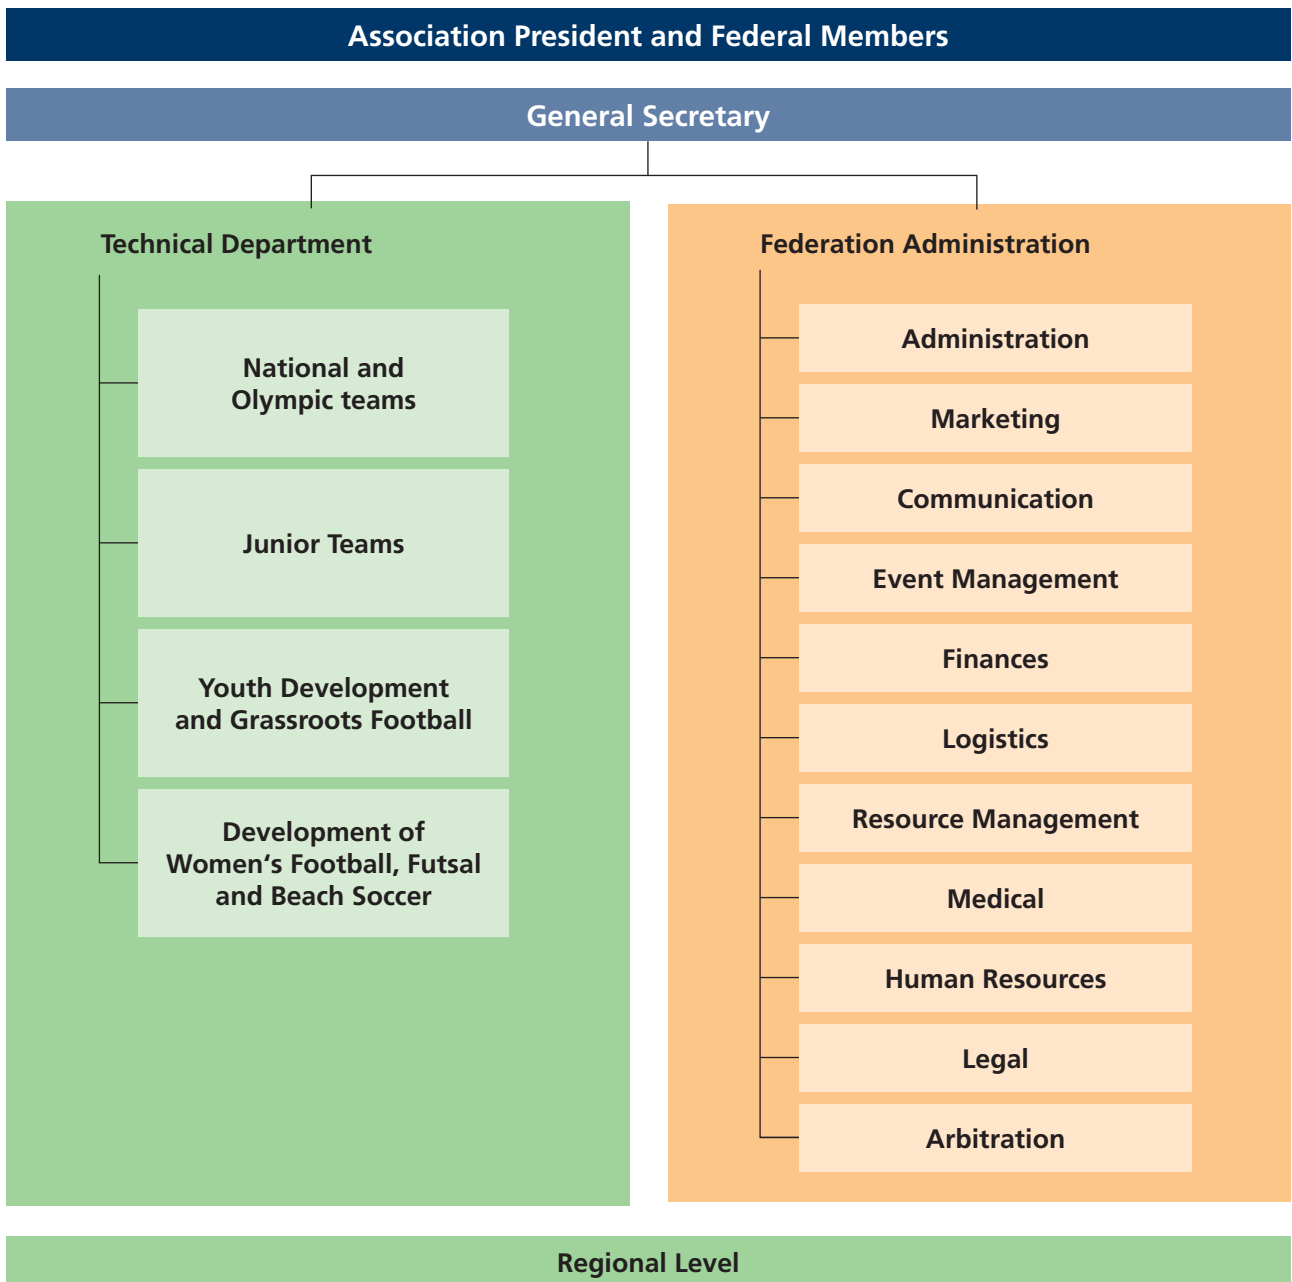 Association President and Federal Members
General Secretary
Technical Department
National and
Olympic teams
Junior Teams
Youth Development
and Grassroots Football
Development of
Women‘s Football, Futsal
and Beach Soccer
Federation Administration
Administration
Marketing
Communication
Event Management
Finances
Logistics
Resource Management
Medical
Human Resources
Legal
Arbitration
Regional Level